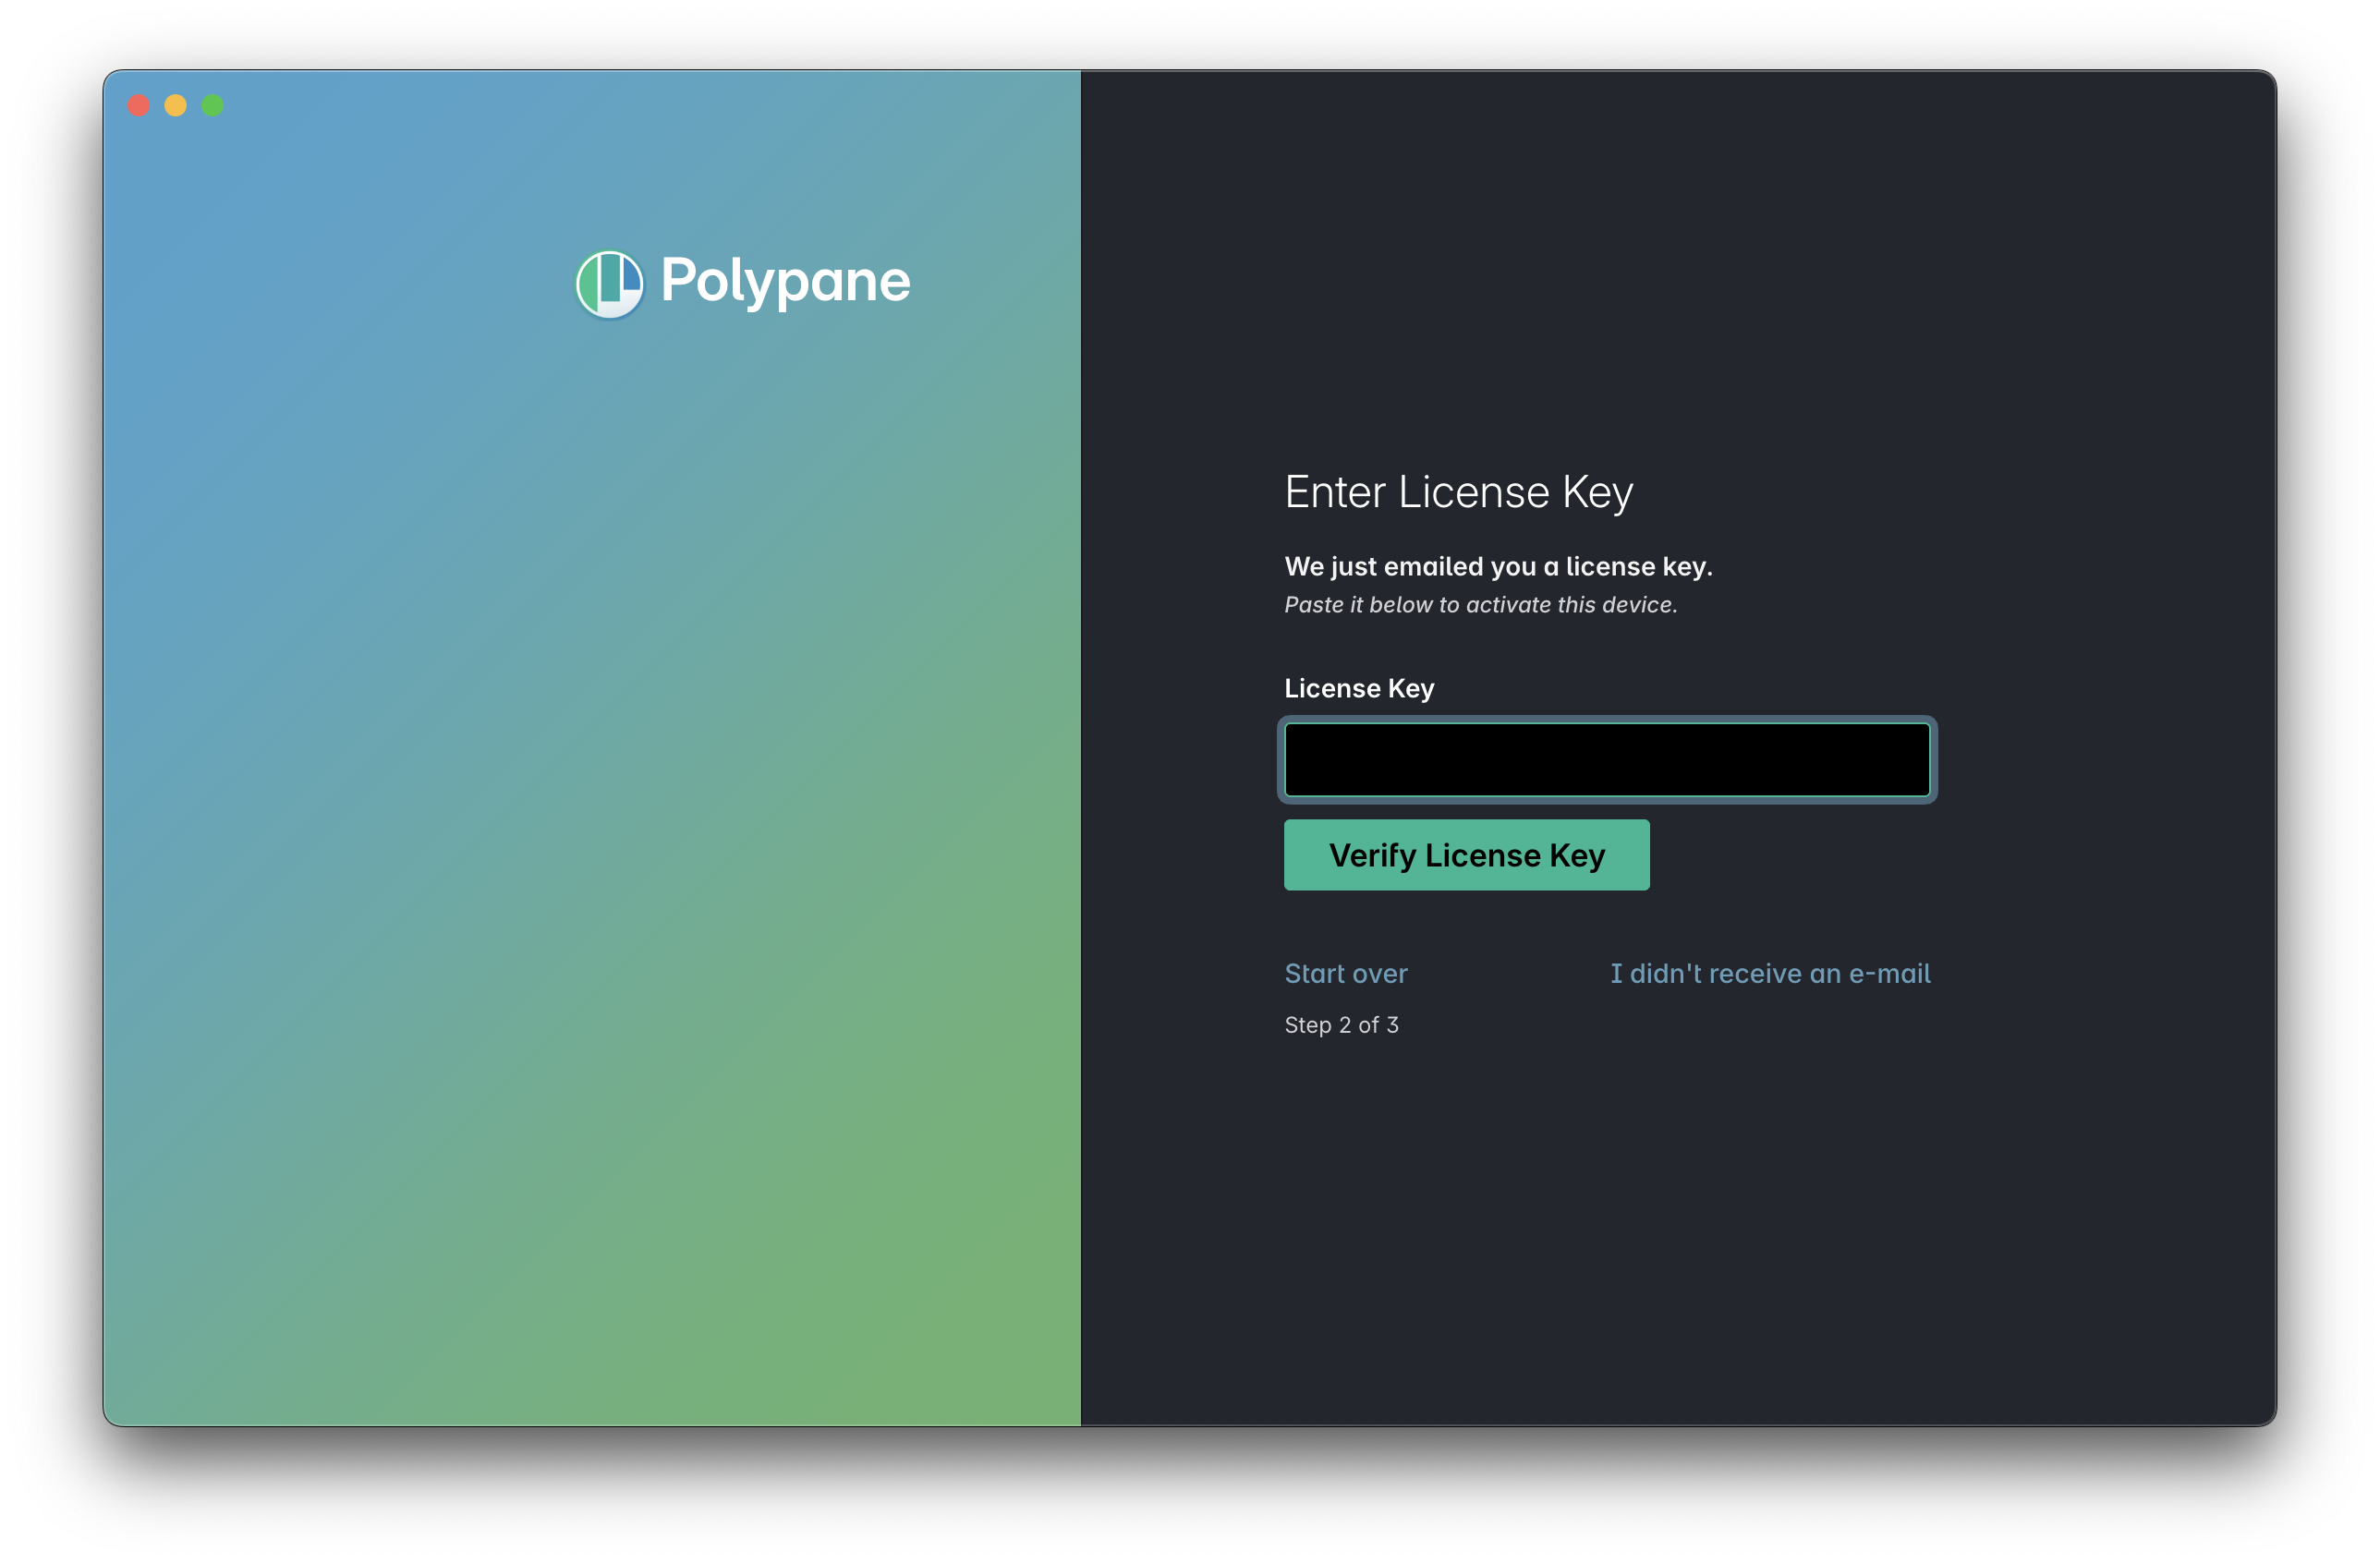 Polypane
Enter License Key
We just emailed you a license key.
Paste it below to activate this device.
License Key
Verify License Key
Start over
I didn't receive an e-mail
Step 2 of 3